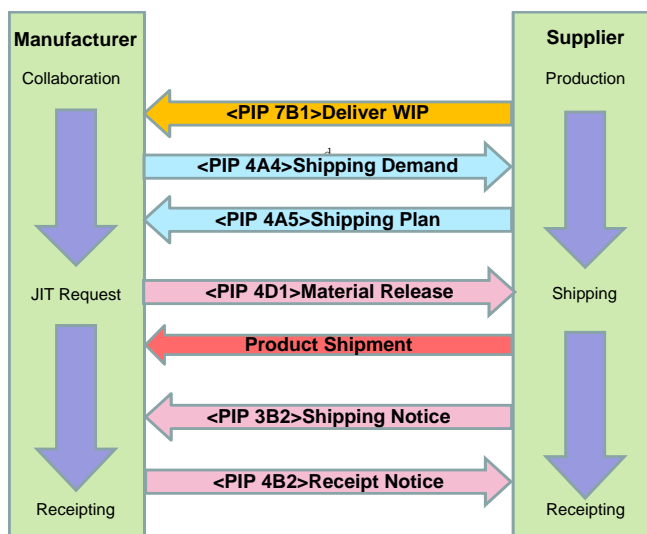 Manufacturer
Supplier
Collaboration
Production
<PIP 7B1>Deliver WIP
<PIP 4A4>Shipping Demand
<PIP 4A5>Shipping Plan
JIT Request
<PIP 4D1>Material Release
Shipping
Product Shipment
<PIP 3B2>Shipping Notice
<PIP 4B2>Receipt Notice
Receipting
Receipting